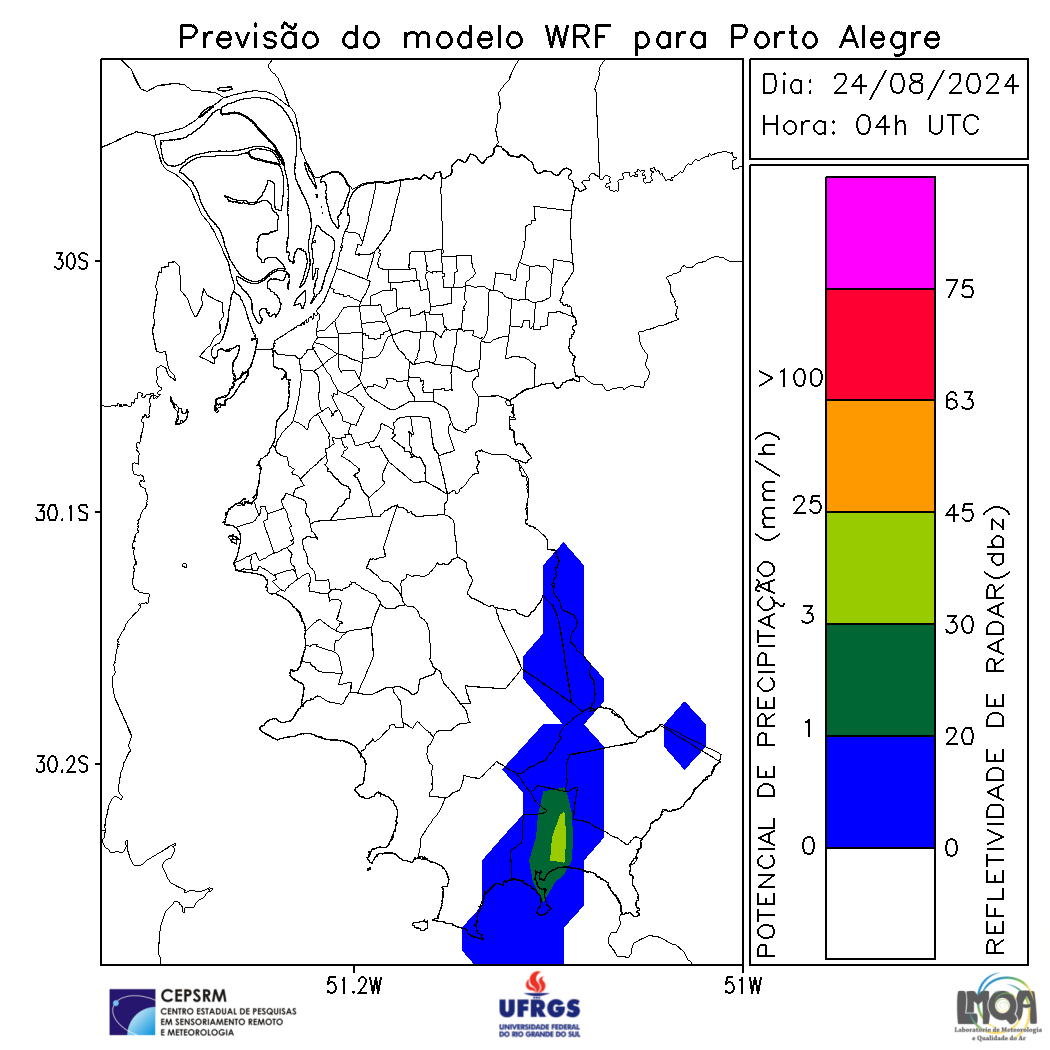 Previsão do modelo WRF para Porto Alegre
Dia: 24/08/2024
Hora: 04h UTC
30S
30.1S
30.2S
51.2W
51W
POTENCIAL DE PRECIPITAÇÃO (mm/h)
>100
25
3
1
0
75
63
45
30
20
0
REFLETIVIDADE DE RADAR(dbz)
CEPSRM
CENTRO ESTADUAL DE PESQUISAS
EM SENSORIAMENTO REMOTO
E METEOROLOGIA
UFRGS
UNIVERSIDADE FEDERAL
DO RIO GRANDE DO SUL
LMQA
Laboratório de Meteorologia
e Qualidade do Ar